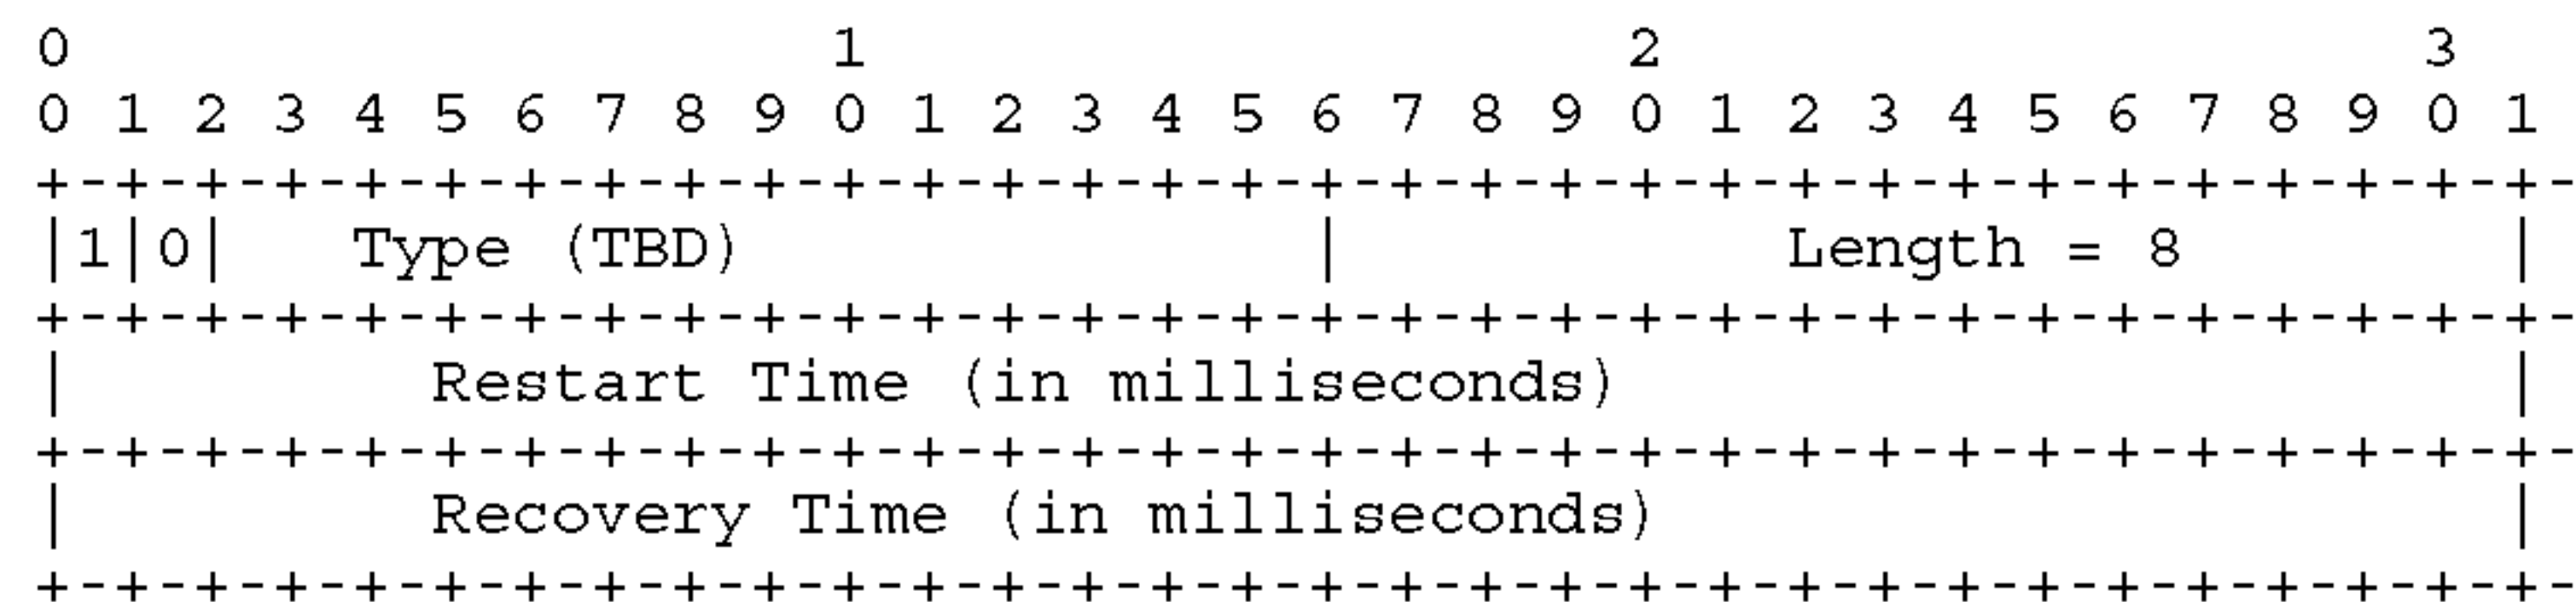 0                   1                   2                   3
0 1 2 3 4 5 6 7 8 9 0 1 2 3 4 5 6 7 8 9 0 1 2 3 4 5 6 7 8 9 0 1
+-+-+-+-+-+-+-+-+-+-+-+-+-+-+-+-+-+-+-+-+-+-+-+-+-+-+-+-+-+-+-+-
|1|0|   Type (TBD)              |           Length = 8        |
+-+-+-+-+-+-+-+-+-+-+-+-+-+-+-+-+-+-+-+-+-+-+-+-+-+-+-+-+-+-+-+-
|         Restart Time (in milliseconds)                       |
+-+-+-+-+-+-+-+-+-+-+-+-+-+-+-+-+-+-+-+-+-+-+-+-+-+-+-+-+-+-+-+-
|         Recovery Time (in milliseconds)                      |
+-+-+-+-+-+-+-+-+-+-+-+-+-+-+-+-+-+-+-+-+-+-+-+-+-+-+-+-+-+-+-+-